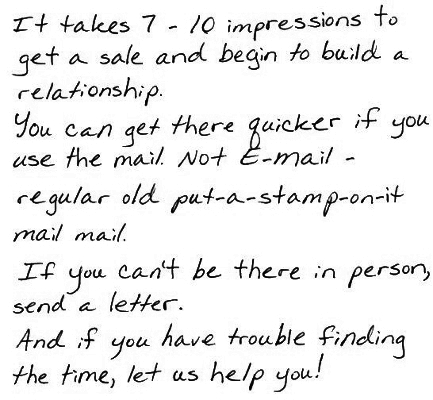 It takes 7 - 10 impressions to
get a sale and begin to build a
relationship.
You can get there quicker if you
use the mail. Not E-mail -
regular old put-a-stamp-on-it
mail mail.
If you can't be there in person,
send a letter.
And if you have trouble finding
the time, let us help you!